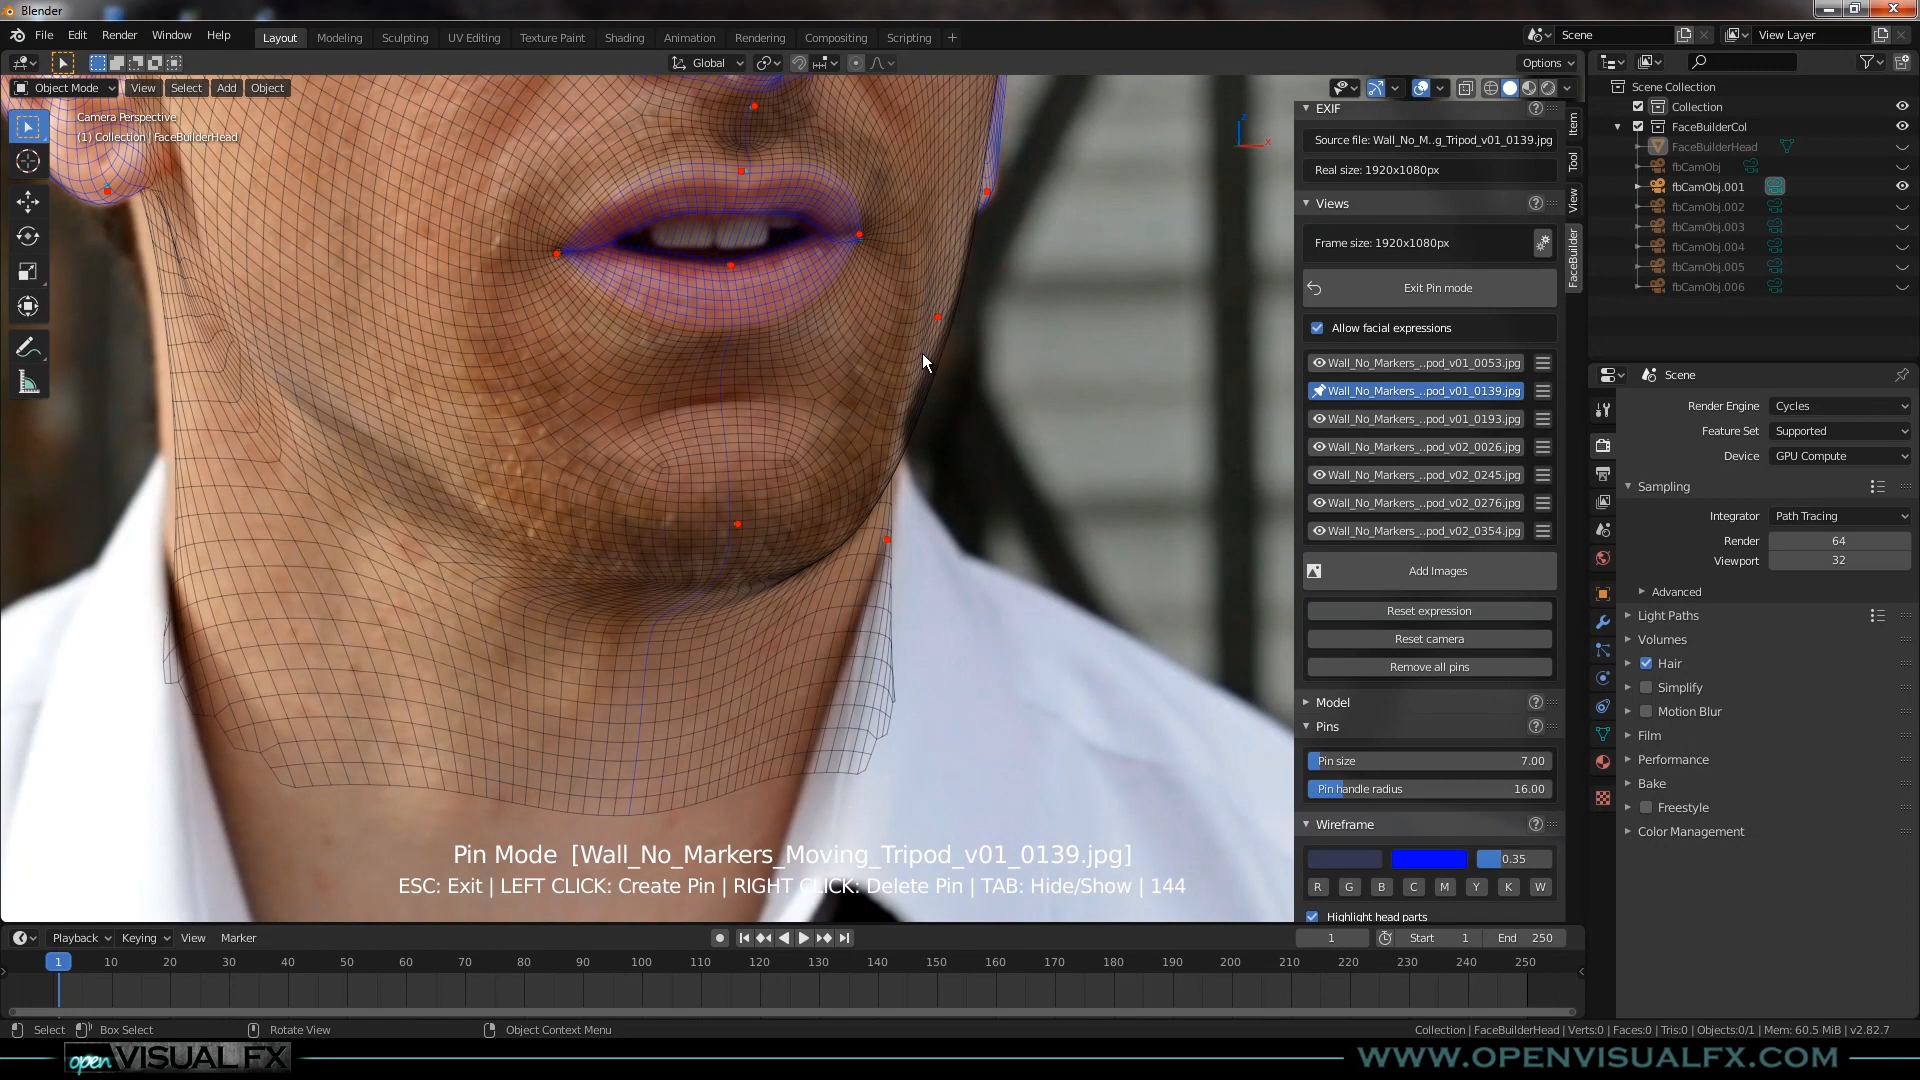 Blender
File Edit Render Window Help
Layout Modeling Sculpting UV Editing Texture Paint Shading Animation Rendering Compositing Scripting +
Scene
View Layer
Global
Options
Object Mode View Select Add Object
Camera Perspective
(1) Collection | FaceBuilderHead
Z
X
Item
Tool
View
FaceBuilder
EXIF
Source file: Wall_No_M..g_Tripod_v01_0139.jpg
Real size: 1920x1080px
Views
Frame size: 1920x1080px
Exit Pin mode
Allow facial expressions
Wall_No_Markers_..pod_v01_0053.jpg
Wall_No_Markers_..pod_v01_0139.jpg
Wall_No_Markers_..pod_v01_0193.jpg
Wall_No_Markers_..pod_v02_0026.jpg
Wall_No_Markers_..pod_v02_0245.jpg
Wall_No_Markers_..pod_v02_0276.jpg
Wall_No_Markers_..pod_v02_0354.jpg
Add Images
Reset expression
Reset camera
Remove all pins
Model
Pins
Pin size 7.00
Pin handle radius 16.00
Wireframe
0.35
R G B C M Y K W
Highlight head parts
Scene Collection
Collection
FaceBuilderCol
FaceBuilderHead
fbCamObj
fbCamObj.001
fbCamObj.002
fbCamObj.003
fbCamObj.004
fbCamObj.005
fbCamObj.006
Scene
Render Engine Cycles
Feature Set Supported
Device GPU Compute
Sampling
Integrator Path Tracing
Render 64
Viewport 32
Advanced
Light Paths
Volumes
Hair
Simplify
Motion Blur
Film
Performance
Bake
Freestyle
Color Management
Pin Mode [Wall_No_Markers_Moving_Tripod_v01_0139.jpg]
ESC: Exit | LEFT CLICK: Create Pin | RIGHT CLICK: Delete Pin | TAB: Hide/Show | 144
Playback Keying View Marker
1 Start 1 End 250
1 10 20 30 40 50 60 70 80 90 100 110 120 130 140 150 160 170 180 190 200 210 220 230 240 250
Select Box Select Rotate View Object Context Menu
Collection | FaceBuilderHead | Verts:0 | Faces:0 | Tris:0 | Objects:0/1 | Mem: 60.5 MiB | v2.82.7
open VISUALFX
WWW.OPENVISUALFX.COM